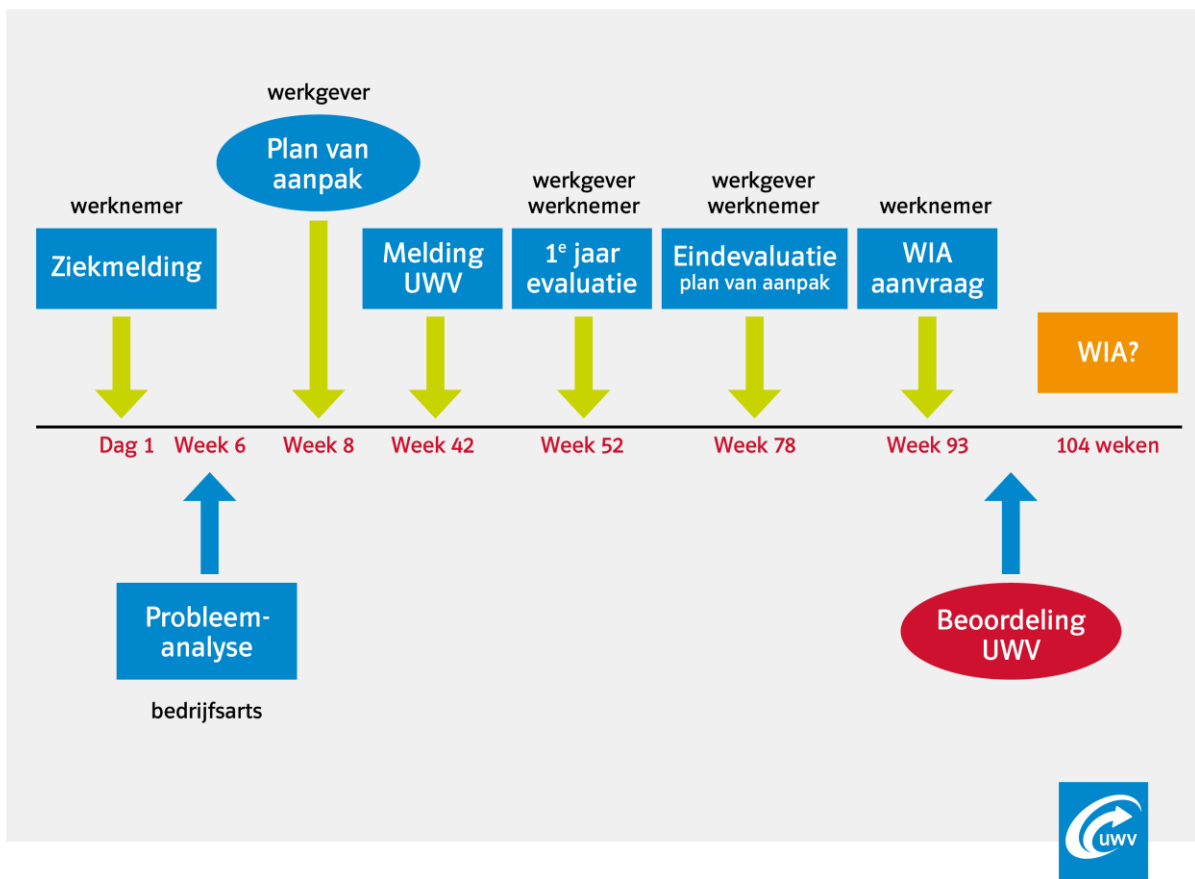 werkgever
Plan van
aanpak
werknemer
Ziekmelding
Melding
UWV
werkgever
werknemer
1e jaar
evaluatie
werkgever
werknemer
Eindevaluatie
plan van aanpak
werknemer
WIA
aanvraag
WIA?
Dag 1 Week 6 Week 8 Week 42 Week 52 Week 78 Week 93 104 weken
Probleem-
analyse
bedrijfsarts
Beoordeling
UWV
UWV